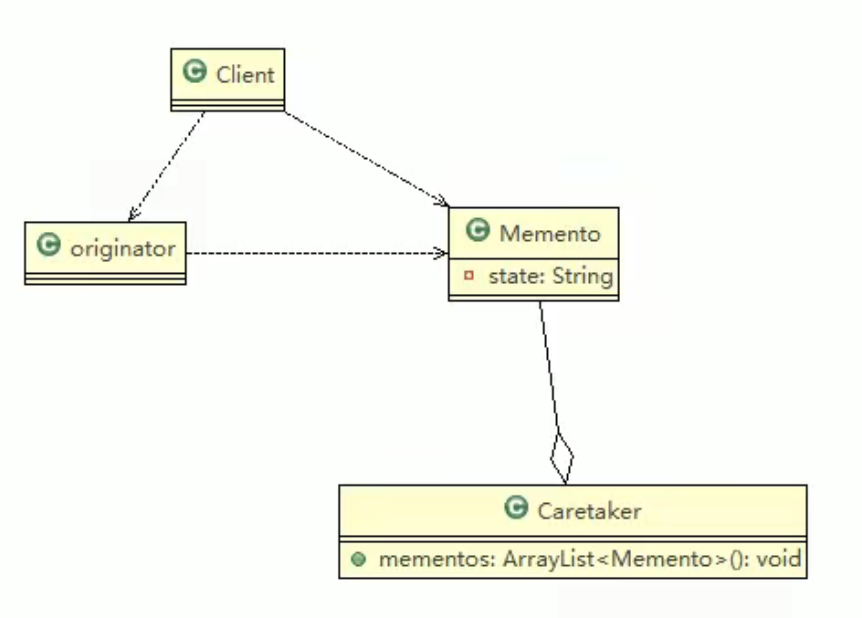 Client
originator
Memento
state: String
Caretaker
mementos: ArrayList<Memento>(): void